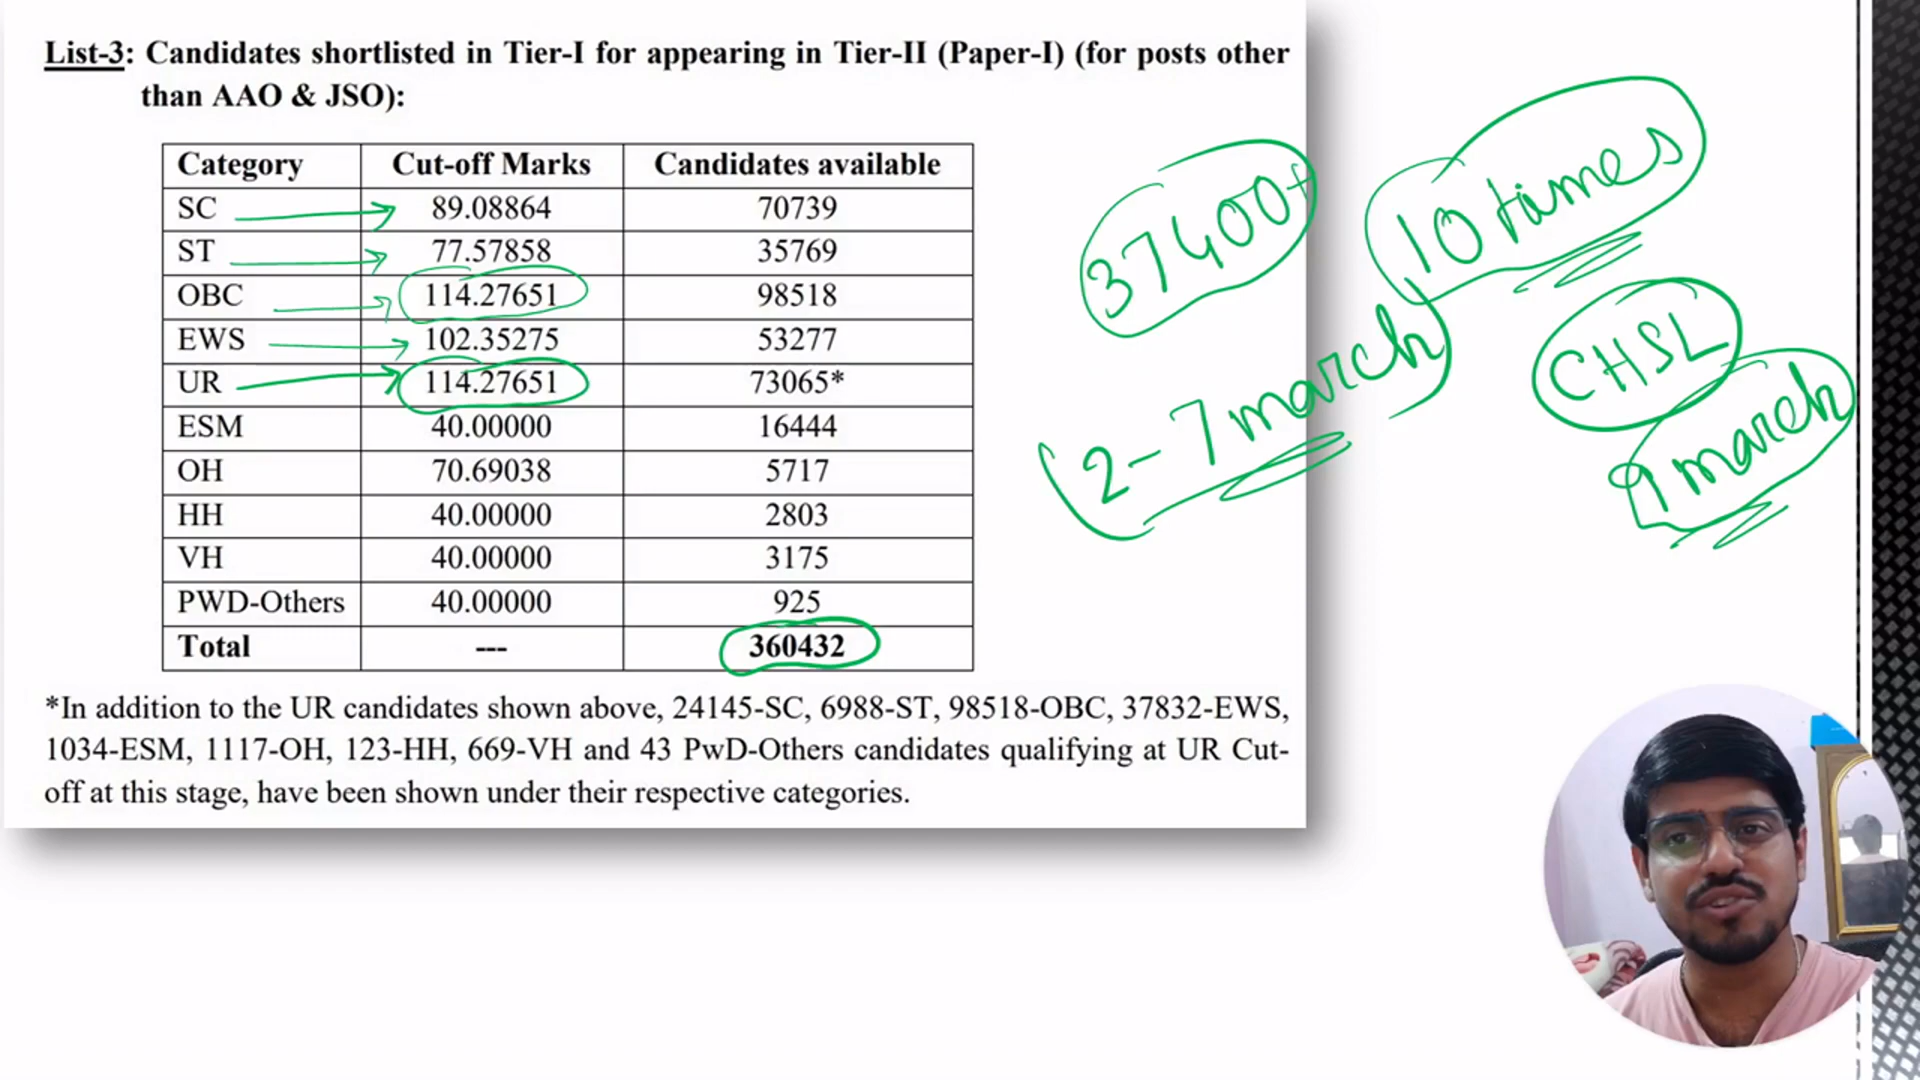 List-3: Candidates shortlisted in Tier-I for appearing in Tier-II (Paper-I) (for posts other
than AAO & JSO):
Category Cut-off Marks Candidates available
SC 89.08864 70739
ST 77.57858 35769
OBC 114.27651 98518
EWS 102.35275 53277
UR 114.27651 73065*
ESM 40.00000 16444
OH 70.69038 5717
HH 40.00000 2803
VH 40.00000 3175
PWD-Others 40.00000 925
Total --- 360432
*In addition to the UR candidates shown above, 24145-SC, 6988-ST, 98518-OBC, 37832-EWS,
1034-ESM, 1117-OH, 123-HH, 669-VH and 43 PwD-Others candidates qualifying at UR Cut-
off at this stage, have been shown under their respective categories.
37400+
10 times
2-7 march
CHSL
9 march